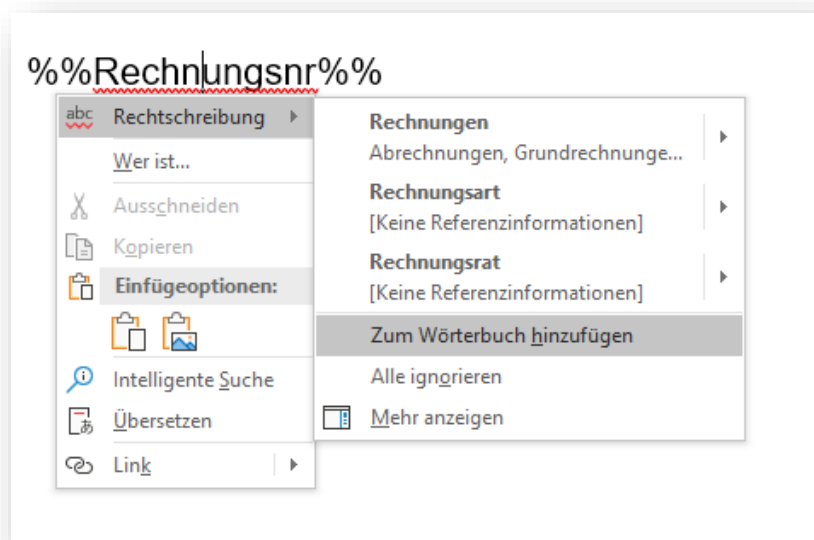 %%Rechnungsnr%%
abc Rechtschreibung
Wer ist...
Ausschneiden
Kopieren
Einfügeoptionen:
Intelligente Suche
Übersetzen
Link
Rechnungen
Abrechnungen, Grundrechnunge...
Rechnungsart
[Keine Referenzinformationen]
Rechnungsrat
[Keine Referenzinformationen]
Zum Wörterbuch hinzufügen
Alle ignorieren
Mehr anzeigen